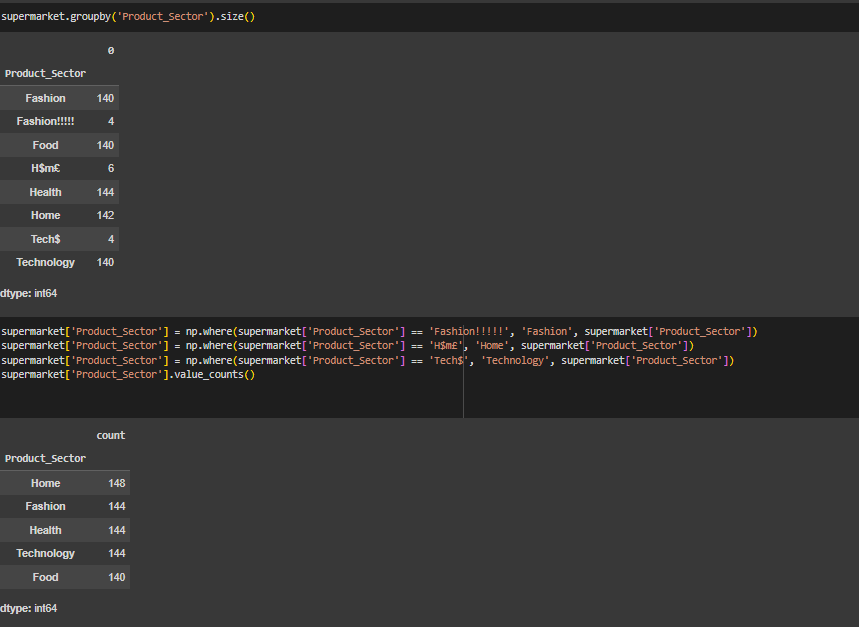 supermarket.groupby('Product_Sector').size()
0
Product_Sector
Fashion 140
Fashion!!!!! 4
Food 140
H$m£ 6
Health 144
Home 142
Tech$ 4
Technology 140
dtype: int64
supermarket['Product_Sector'] = np.where(supermarket['Product_Sector'] == 'Fashion!!!!!', 'Fashion', supermarket['Product_Sector'])
supermarket['Product_Sector'] = np.where(supermarket['Product_Sector'] == 'H$m£', 'Home', supermarket['Product_Sector'])
supermarket['Product_Sector'] = np.where(supermarket['Product_Sector'] == 'Tech$', 'Technology', supermarket['Product_Sector'])
supermarket['Product_Sector'].value_counts()
count
Product_Sector
Home 148
Fashion 144
Health 144
Technology 144
Food 140
dtype: int64